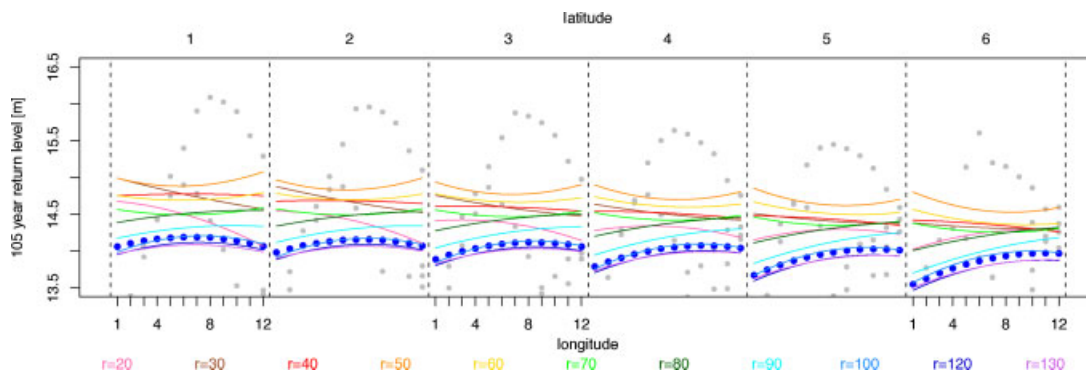 latitude
1 2 3 4 5 6
105 year return level [m]
16.5
15.5
14.5
13.5
1 4 8 12 1 4 8 12 1 4 8 12
longitude
r=20 r=30 r=40 r=50 r=60 r=70 r=80 r=90 r=100 r=120 r=130